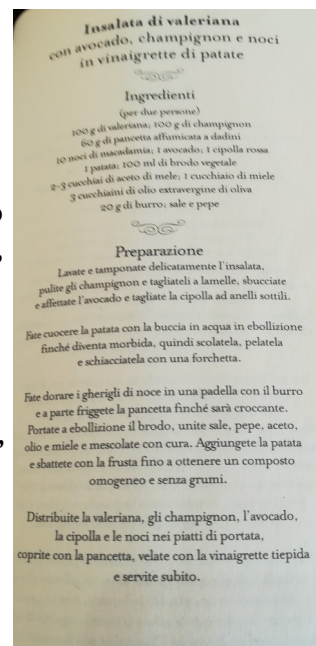 Insalata di valeriana
con avocado, champignon e noci
in vinaigrette di patate
Ingredienti
(per due persone)
100 g di valeriana; 100 g di champignon
60 g di pancetta affumicata a dadini
10 noci di macadamia; 1 avocado; 1 cipolla rossa
1 patata; 100 ml di brodo vegetale
2-3 cucchiai di aceto di mele; 1 cucchiaio di miele
3 cucchiaini di olio extravergine di oliva
20 g di burro; sale e pepe
Preparazione
Lavate e tamponate delicatamente l'insalata,
pulite gli champignon e tagliateli a lamelle, sbucciate
e affettate l'avocado e tagliate la cipolla ad anelli sottili.
Fate cuocere la patata con la buccia in acqua in ebollizione
finché diventa morbida, quindi scolatela, pelatela
e schiacciatela con una forchetta.
Fate dorare i gherigli di noce in una padella con il burro
e a parte friggete la pancetta finché sarà croccante.
Portate a ebollizione il brodo, unite sale, pepe, aceto,
olio e miele e mescolate con cura. Aggiungete la patata
e sbattete con la frusta fino a ottenere un composto
omogeneo e senza grumi.
Distribuite la valeriana, gli champignon, l'avocado,
la cipolla e le noci nei piatti di portata,
coprite con la pancetta, velate con la vinaigrette tiepida
e servite subito.